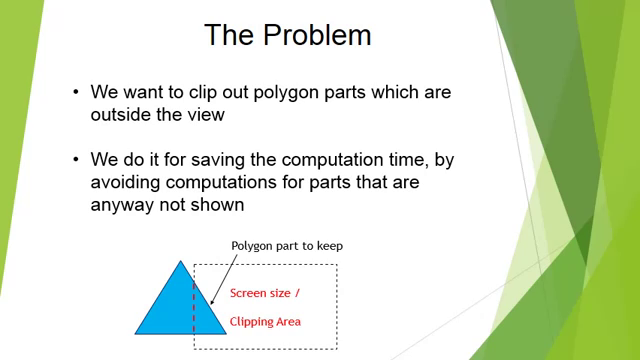 The Problem
• We want to clip out polygon parts which are
outside the view
• We do it for saving the computation time, by
avoiding computations for parts that are
anyway not shown
Polygon part to keep
Screen size /
Clipping Area